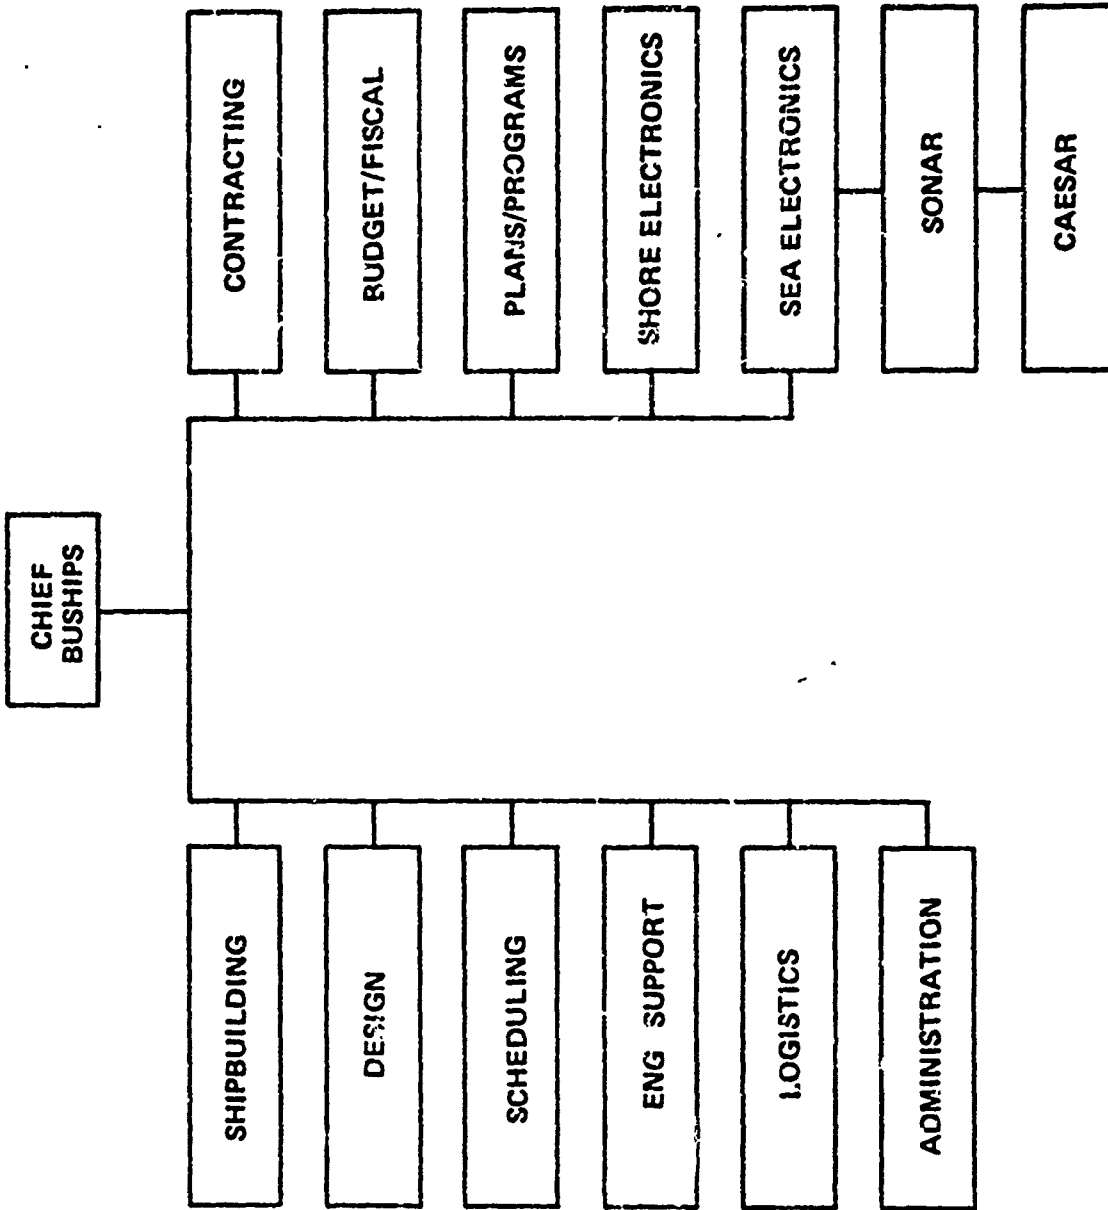 CHIEF
BUSHIPS
SHIPBUILDING
DESIGN
SCHEDULING
ENG SUPPORT
LOGISTICS
ADMINISTRATION
CONTRACTING
BUDGET/FISCAL
PLANS/PROGRAMS
SHORE ELECTRONICS
SEA ELECTRONICS
SONAR
CAESAR